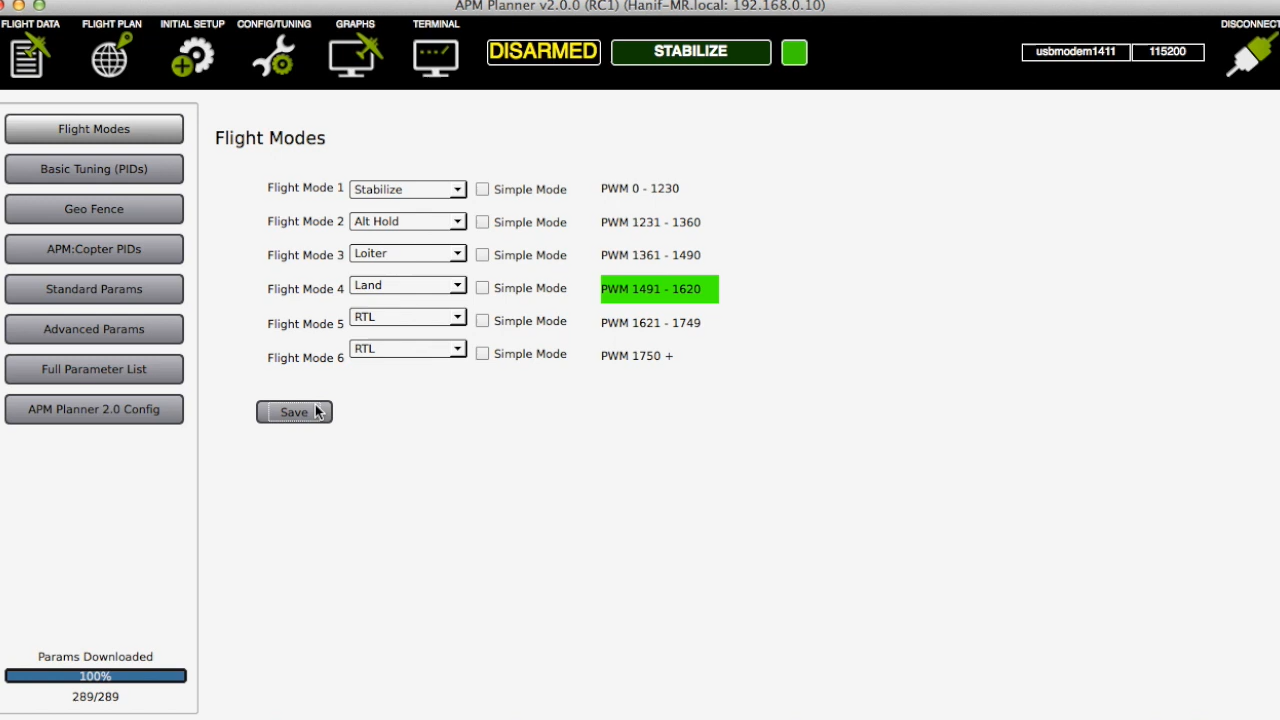 APM Planner v2.0.0 (RC1) (Hanif-MR.local: 192.168.0.10)
FLIGHT DATA FLIGHT PLAN INITIAL SETUP CONFIG/TUNING GRAPHS TERMINAL DISCONNECT
DISARMED STABILIZE usbmodem1411 115200
Flight Modes
Basic Tuning (PIDs)
Geo Fence
APM:Copter PIDs
Standard Params
Advanced Params
Full Parameter List
APM Planner 2.0 Config
Params Downloaded
100%
289/289
Flight Modes
Flight Mode 1 Stabilize Simple Mode PWM 0 - 1230
Flight Mode 2 Alt Hold Simple Mode PWM 1231 - 1360
Flight Mode 3 Loiter Simple Mode PWM 1361 - 1490
Flight Mode 4 Land Simple Mode PWM 1491 - 1620
Flight Mode 5 RTL Simple Mode PWM 1621 - 1749
Flight Mode 6 RTL Simple Mode PWM 1750 +
Save